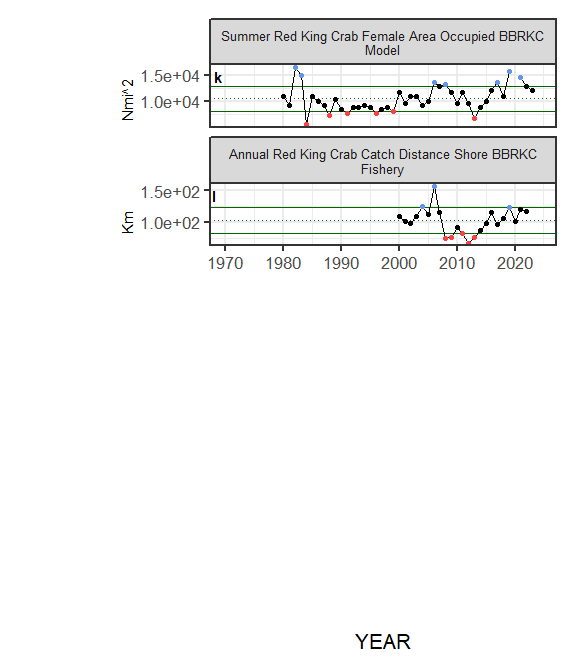 Summer Red King Crab Female Area Occupied BBRKC
Model
k
1.5e+04
1.0e+04
Nmi^2
Annual Red King Crab Catch Distance Shore BBRKC
Fishery
l
1.5e+02
1.0e+02
Km
1970 1980 1990 2000 2010 2020
YEAR